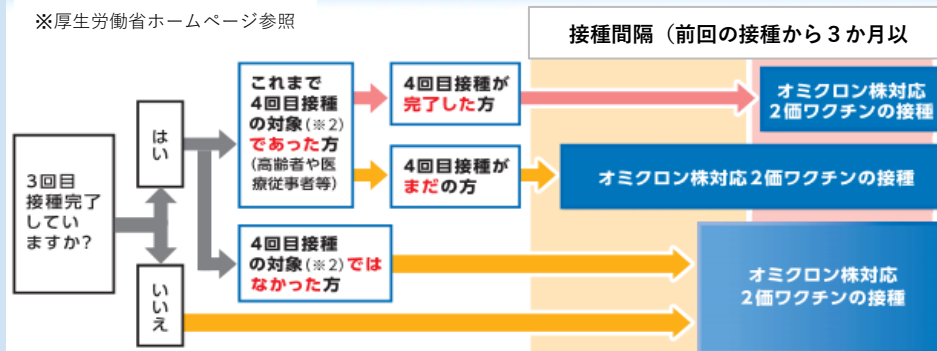 ※厚生労働省ホームページ参照
接種間隔（前回の接種から３か月以
3回目
接種完了
してい
ますか?
はい
いいえ
これまで
4回目接種
の対象(※2)
であった方
(高齢者や医
療従事者等)
4回目接種が
完了した方
オミクロン株対応
2価ワクチンの接種
4回目接種が
まだの方
オミクロン株対応2価ワクチンの接種
4回目接種
の対象(※2)では
なかった方
オミクロン株対応
2価ワクチンの接種